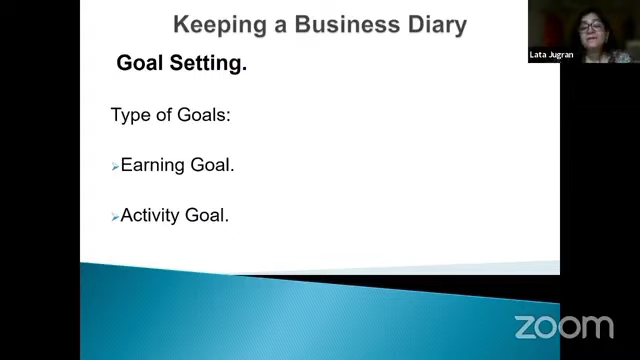 Keeping a Business Diary
Goal Setting.
Lata Jugran
Type of Goals:
➢Earning Goal.
➢Activity Goal.
zoom